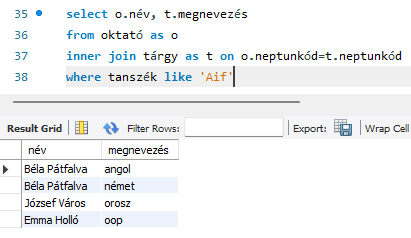 35 select o.név, t.megnevezés
36 from oktató as o
37 inner join tárgy as t on o.neptunkód=t.neptunkód
38 where tanszék like 'Aif'
Result Grid Filter Rows: Export: Wrap Cell
név megnevezés
Béla Pátfalva angol
Béla Pátfalva német
József Város orosz
Emma Holló oop